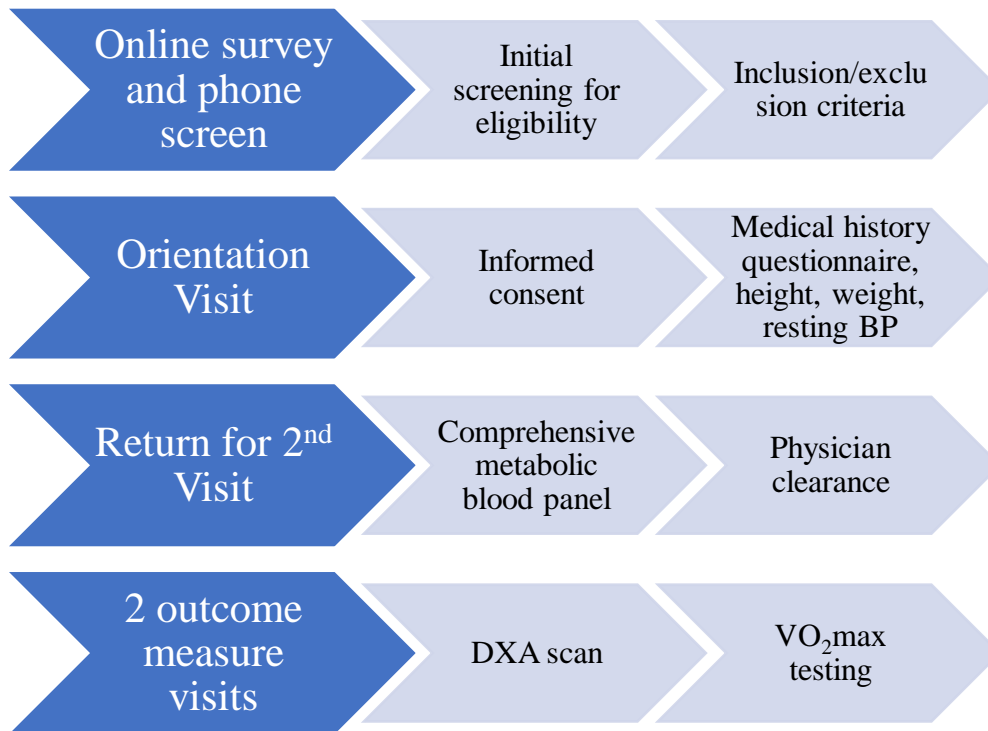 Online survey
and phone
screen
Initial
screening for
eligibility
Inclusion/exclu
sion criteria
Orientation
Visit
Informed
consent
Medical history
questionnaire,
height, weight,
resting BP
Return for 2nd
Visit
Comprehensive
metabolic
blood panel
Physician
clearance
2 outcome
measure
visits
DXA scan
VO2max
testing